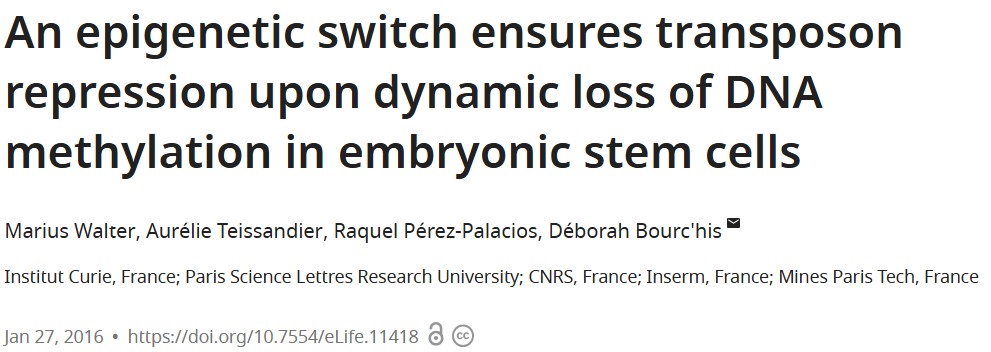 An epigenetic switch ensures transposon
repression upon dynamic loss of DNA
methylation in embryonic stem cells
Marius Walter, Aurélie Teissandier, Raquel Pérez-Palacios, Déborah Bourc'his
Institut Curie, France; Paris Science Lettres Research University; CNRS, France; Inserm, France; Mines Paris Tech, France
Jan 27, 2016 • https://doi.org/10.7554/eLife.11418 cc